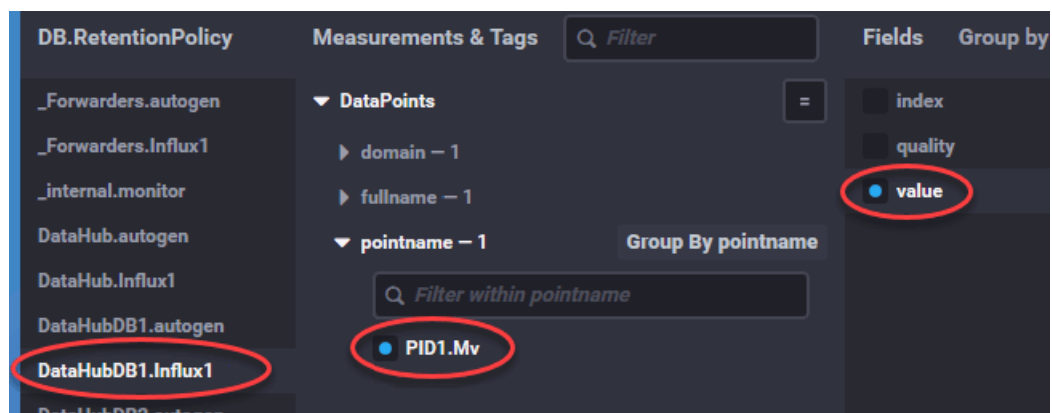 DB.RetentionPolicy
_Forwarders.autogen
_Forwarders.Influx1
_internal.monitor
DataHub.autogen
DataHub.Influx1
DataHubDB1.autogen
DataHubDB1.Influx1
DataHubDB2.autogen
Measurements & Tags
Filter
DataPoints
=
domain — 1
fullname — 1
pointname — 1
Group By pointname
Filter within pointname
PID1.Mv
Fields
Group by
index
quality
value